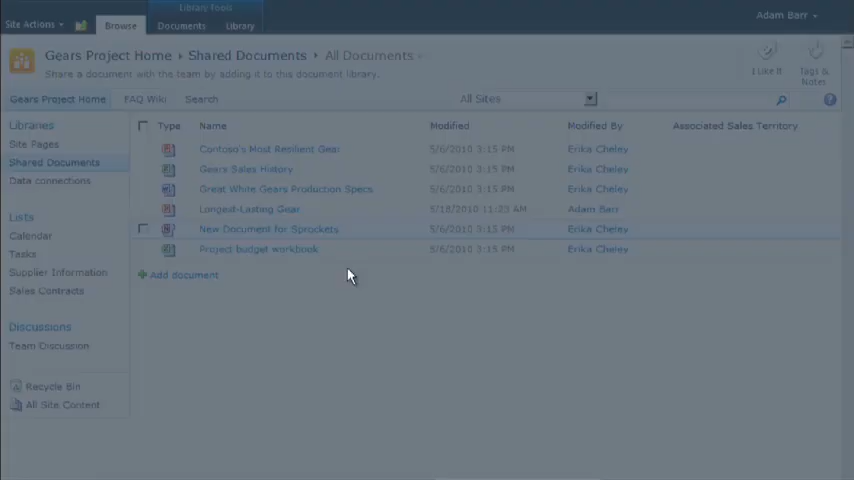 Library Tools
Site Actions
Browse
Documents
Library
Adam Barr
Gears Project Home › Shared Documents › All Documents
Share a document with the team by adding it to this document library.
I Like It
Tags & Notes
Gears Project Home
FAQ Wiki
Search
All Sites
Libraries
Site Pages
Shared Documents
Data connections
Lists
Calendar
Tasks
Supplier Information
Sales Contracts
Discussions
Team Discussion
Recycle Bin
All Site Content
Type Name Modified Modified By Associated Sales Territory
Contoso's Most Resilient Gear 5/6/2010 3:15 PM Erika Cheley
Gears Sales History 5/6/2010 3:15 PM Erika Cheley
Great White Gears Production Specs 5/6/2010 3:15 PM Erika Cheley
Longest-Lasting Gear 5/18/2010 11:23 AM Adam Barr
New Document for Sprockets 5/6/2010 3:15 PM Erika Cheley
Project budget workbook 5/6/2010 3:15 PM Erika Cheley
Add document